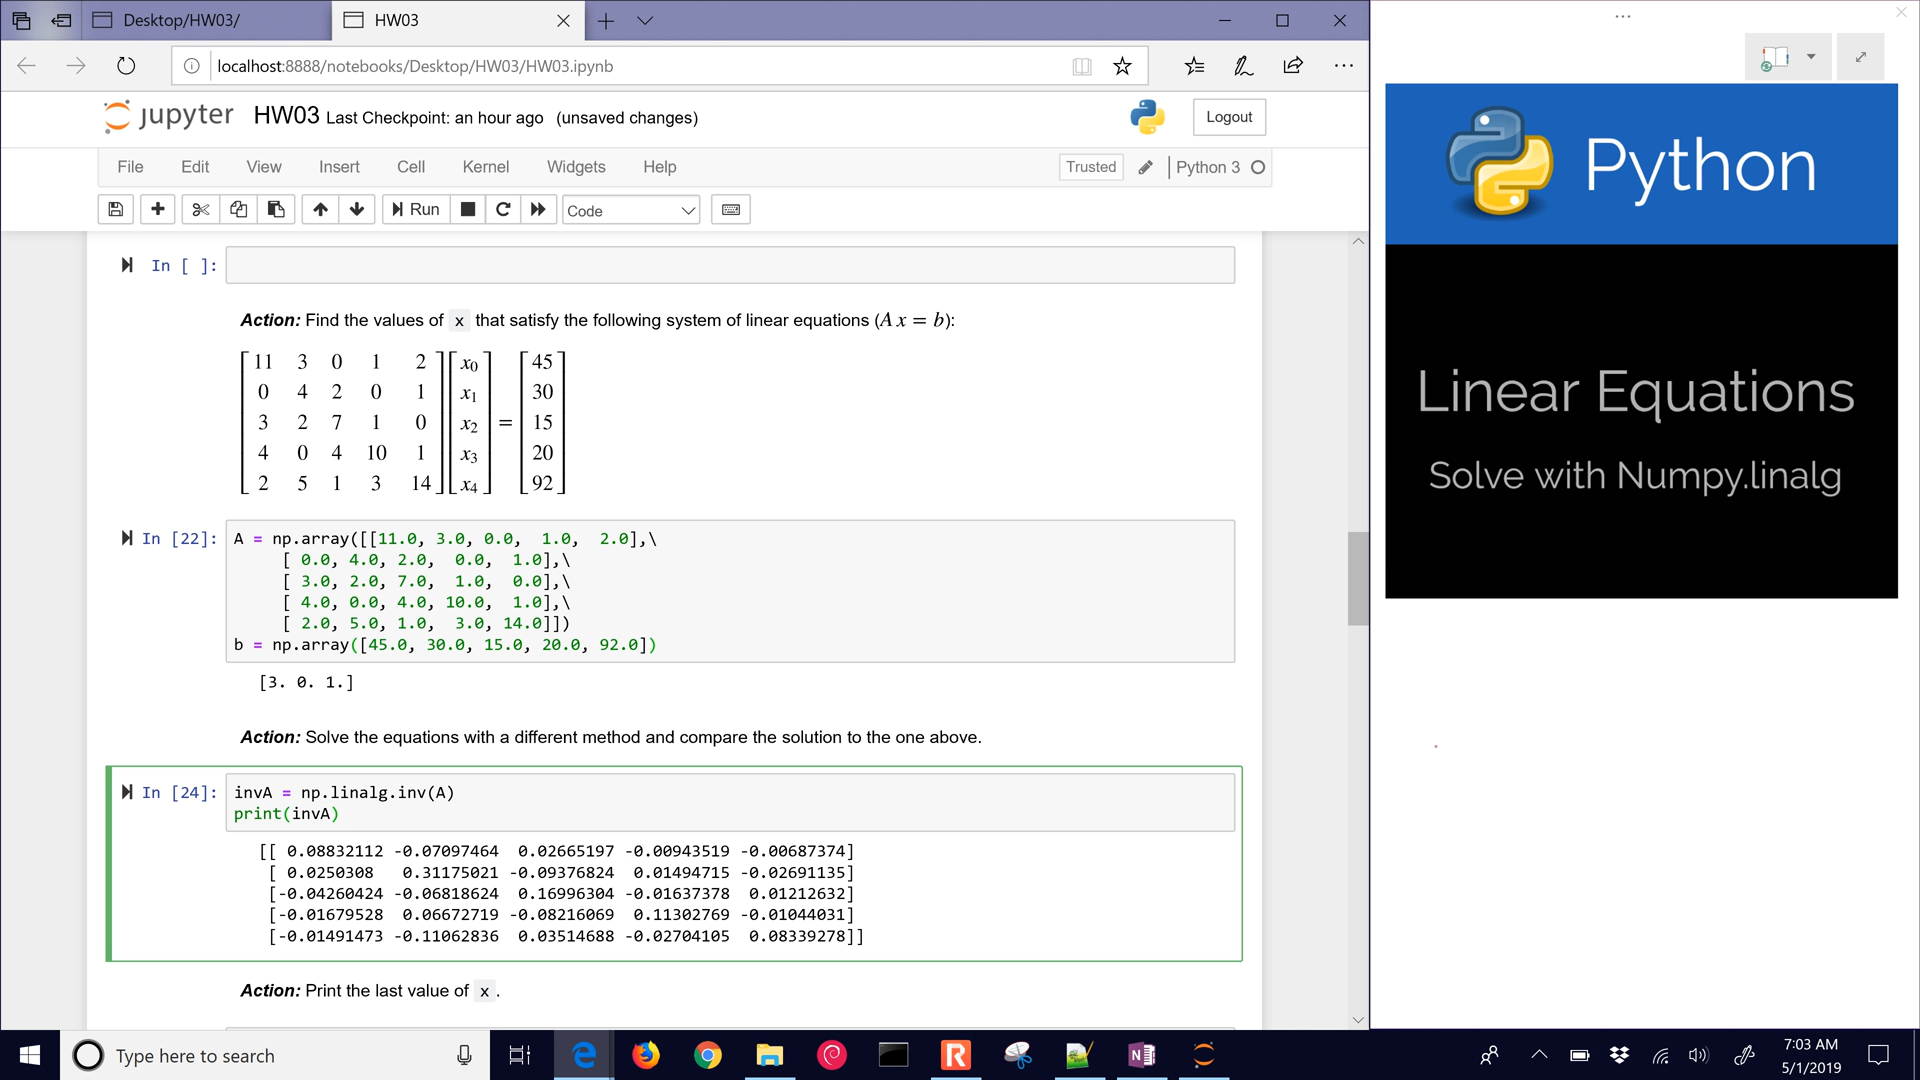 Desktop/HW03/
HW03
localhost:8888/notebooks/Desktop/HW03/HW03.ipynb
jupyter HW03 Last Checkpoint: an hour ago (unsaved changes)
Logout
File Edit View Insert Cell Kernel Widgets Help
Trusted Python 3
Run Code
In [ ]:
Action: Find the values of x that satisfy the following system of linear equations (A x = b):
11 3 0 1 2 x0 45
0 4 2 0 1 x1 30
3 2 7 1 0 x2 = 15
4 0 4 10 1 x3 20
2 5 1 3 14 x4 92
In [22]: A = np.array([[11.0, 3.0, 0.0, 1.0, 2.0],\
[ 0.0, 4.0, 2.0, 0.0, 1.0],\
[ 3.0, 2.0, 7.0, 1.0, 0.0],\
[ 4.0, 0.0, 4.0, 10.0, 1.0],\
[ 2.0, 5.0, 1.0, 3.0, 14.0]])
b = np.array([45.0, 30.0, 15.0, 20.0, 92.0])
[3. 0. 1.]
Action: Solve the equations with a different method and compare the solution to the one above.
In [24]: invA = np.linalg.inv(A)
print(invA)
[[ 0.08832112 -0.07097464 0.02665197 -0.00943519 -0.00687374]
[ 0.0250308 0.31175021 -0.09376824 0.01494715 -0.02691135]
[-0.04260424 -0.06818624 0.16996304 -0.01637378 0.01212632]
[-0.01679528 0.06672719 -0.08216069 0.11302769 -0.01044031]
[-0.01491473 -0.11062836 0.03514688 -0.02704105 0.08339278]]
Action: Print the last value of x.
Python
Linear Equations
Solve with Numpy.linalg
Type here to search
R
N
7:03 AM
5/1/2019